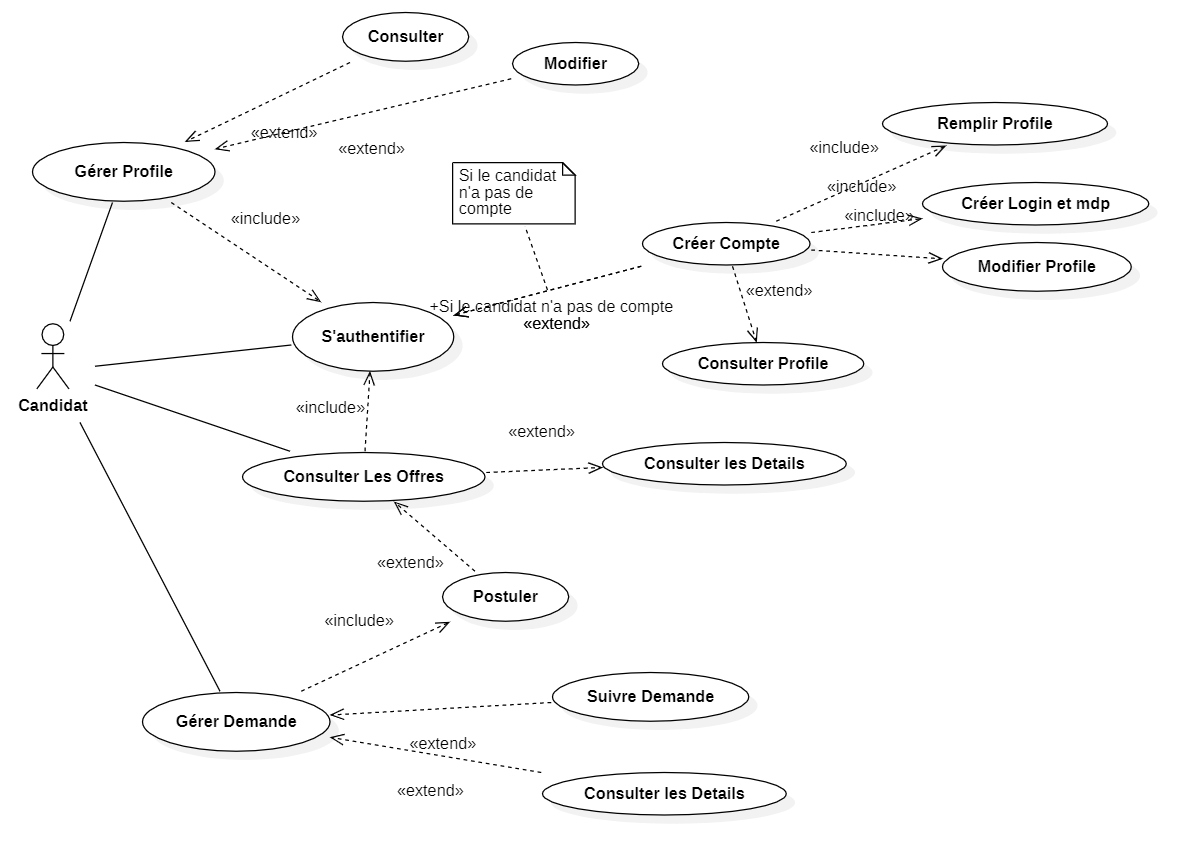 Consulter
Modifier
«extend»
«extend»
Gérer Profile
«include»
Si le candidat
n'a pas de
compte
Remplir Profile
«include»
«include»
Créer Login et mdp
«include»
Créer Compte
Modifier Profile
«extend»
+Si le candidat n'a pas de compte
«extend»
S'authentifier
Consulter Profile
Candidat
«include»
«extend»
Consulter Les Offres
Consulter les Details
«extend»
Postuler
«include»
Suivre Demande
Gérer Demande
«extend»
«extend»
Consulter les Details